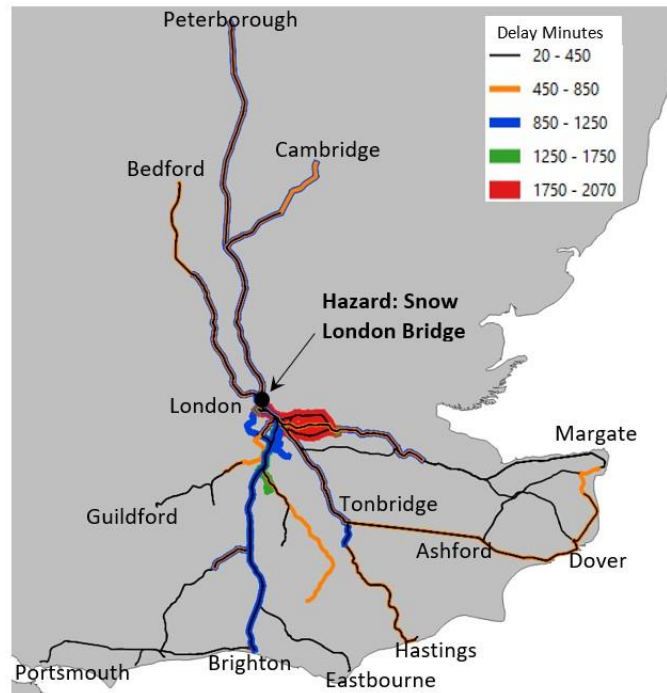 Peterborough
Delay Minutes
20 - 450
450 - 850
850 - 1250
1250 - 1750
1750 - 2070
Cambridge
Bedford
Hazard: Snow
London Bridge
London
Margate
Guildford
Tonbridge
Ashford
Dover
Hastings
Portsmouth
Brighton
Eastbourne